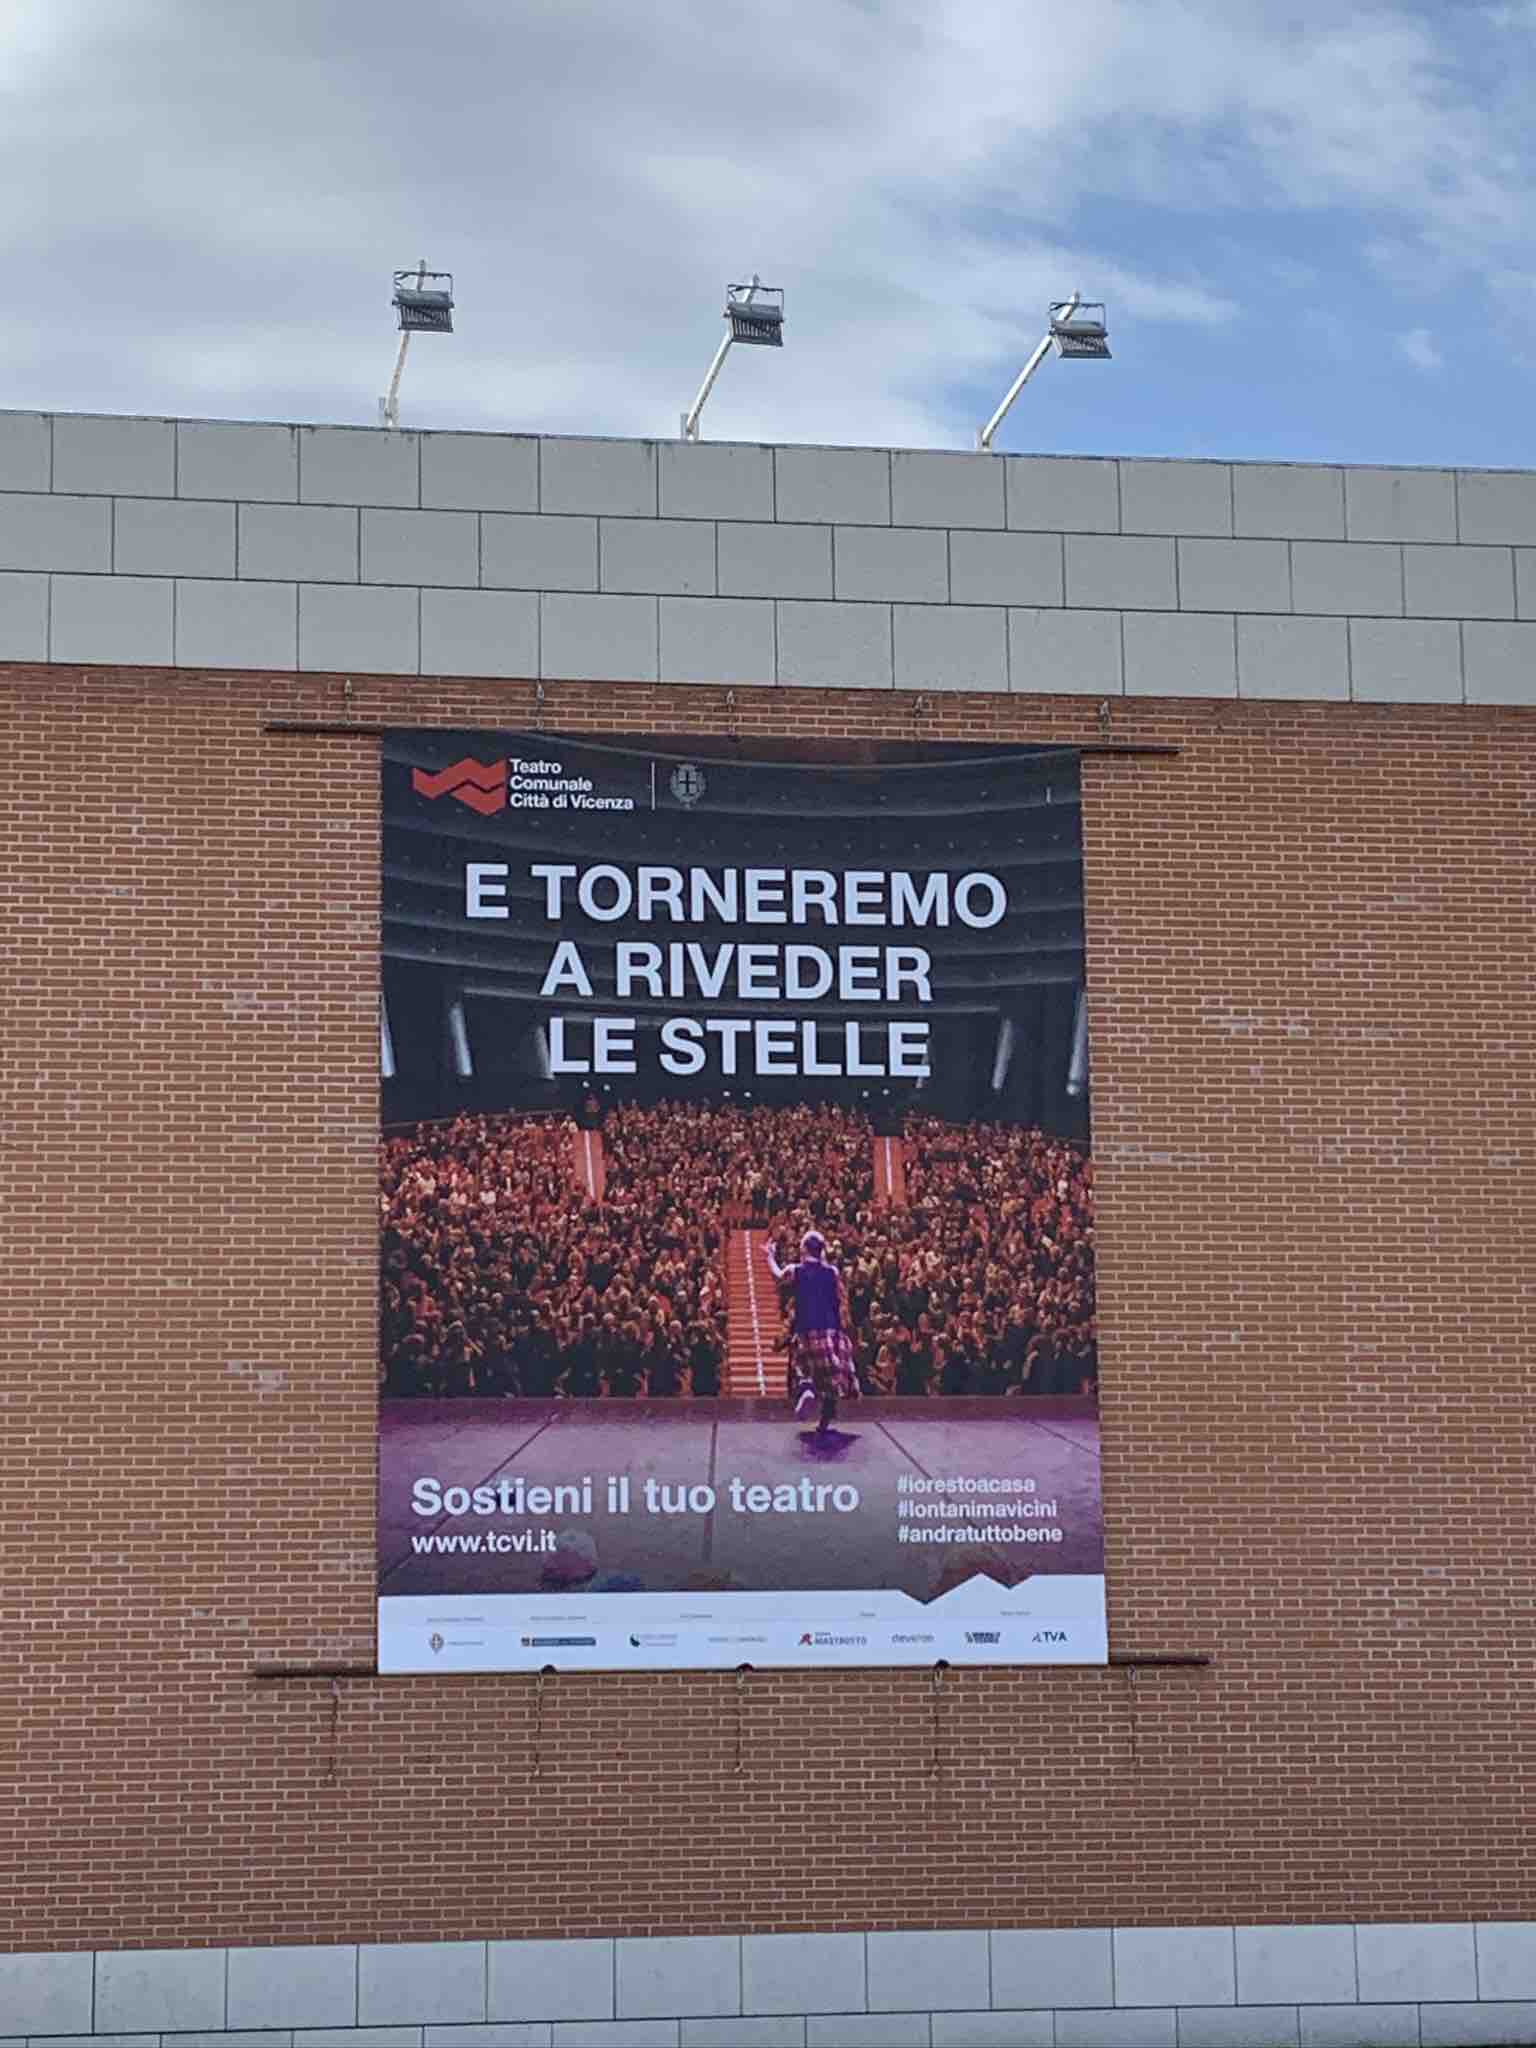 Teatro
Comunale
Città di Vicenza
E TORNEREMO
A RIVEDER
LE STELLE
Sostieni il tuo teatro
www.tcvi.it
#iorestoacasa
#lontanimavicini
#andratuttobene
MASTROTTO
TVA